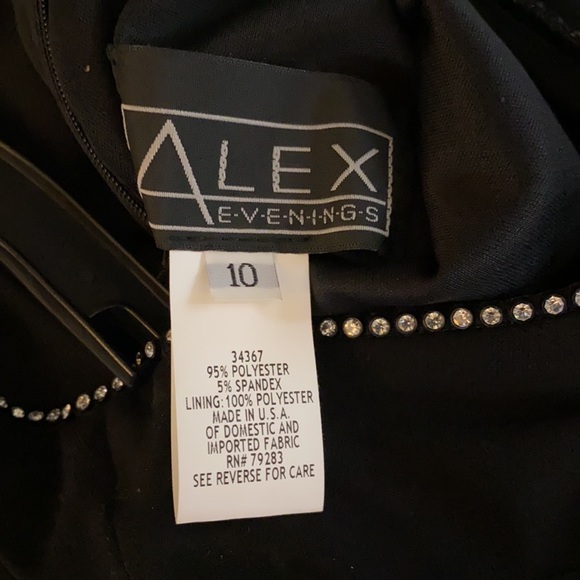 ALEX
E·V·E·N·I·N·G·S
10
34367
95% POLYESTER
5% SPANDEX
LINING: 100% POLYESTER
MADE IN U.S.A.
OF DOMESTIC AND
IMPORTED FABRIC
RN# 79283
SEE REVERSE FOR CARE